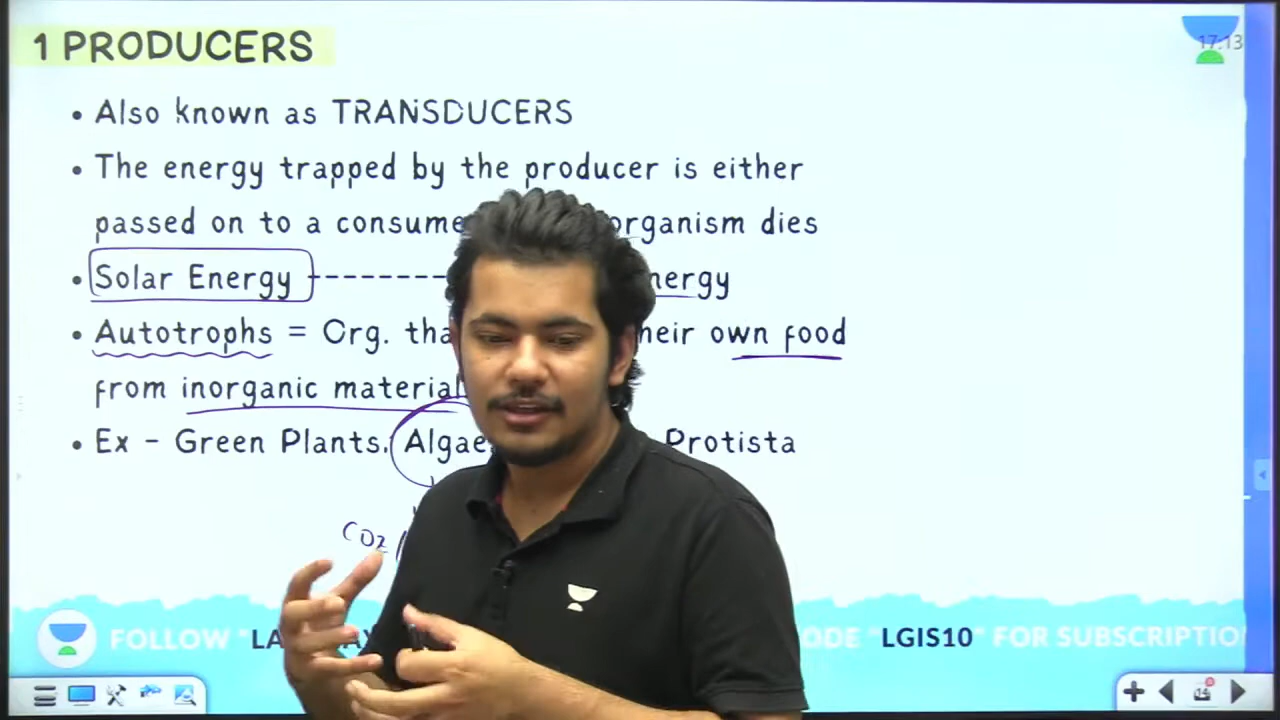 1 PRODUCERS
17:13
• Also known as TRANSDUCERS
• The energy trapped by the producer is either
passed on to a consume organism dies
• Solar Energy -------- nergy
• Autotrophs = Org. tha heir own food
from inorganic material
• Ex - Green Plants, Algae Protista
CO2
FOLLOW "LA AX ODE "LGIS10" FOR SUBSCRIPTIO
14